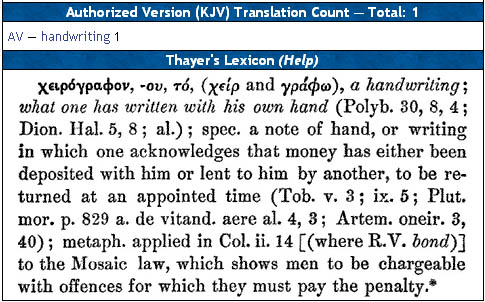 Authorized Version (KJV) Translation Count — Total: 1
AV — handwriting 1
Thayer's Lexicon (Help)
χειρόγραφον, -ου, τό, (χείρ and γράφω), a handwriting;
what one has written with his own hand (Polyb. 30, 8, 4;
Dion. Hal. 5, 8; al.); spec. a note of hand, or writing
in which one acknowledges that money has either been
deposited with him or lent to him by another, to be re-
turned at an appointed time (Tob. v. 3; ix. 5; Plut.
mor. p. 829 a. de vitand. aere al. 4, 3; Artem. oneir. 3,
40); metaph. applied in Col. ii. 14 [(where R.V. bond)]
to the Mosaic law, which shews men to be chargeable
with offences for which they must pay the penalty.*